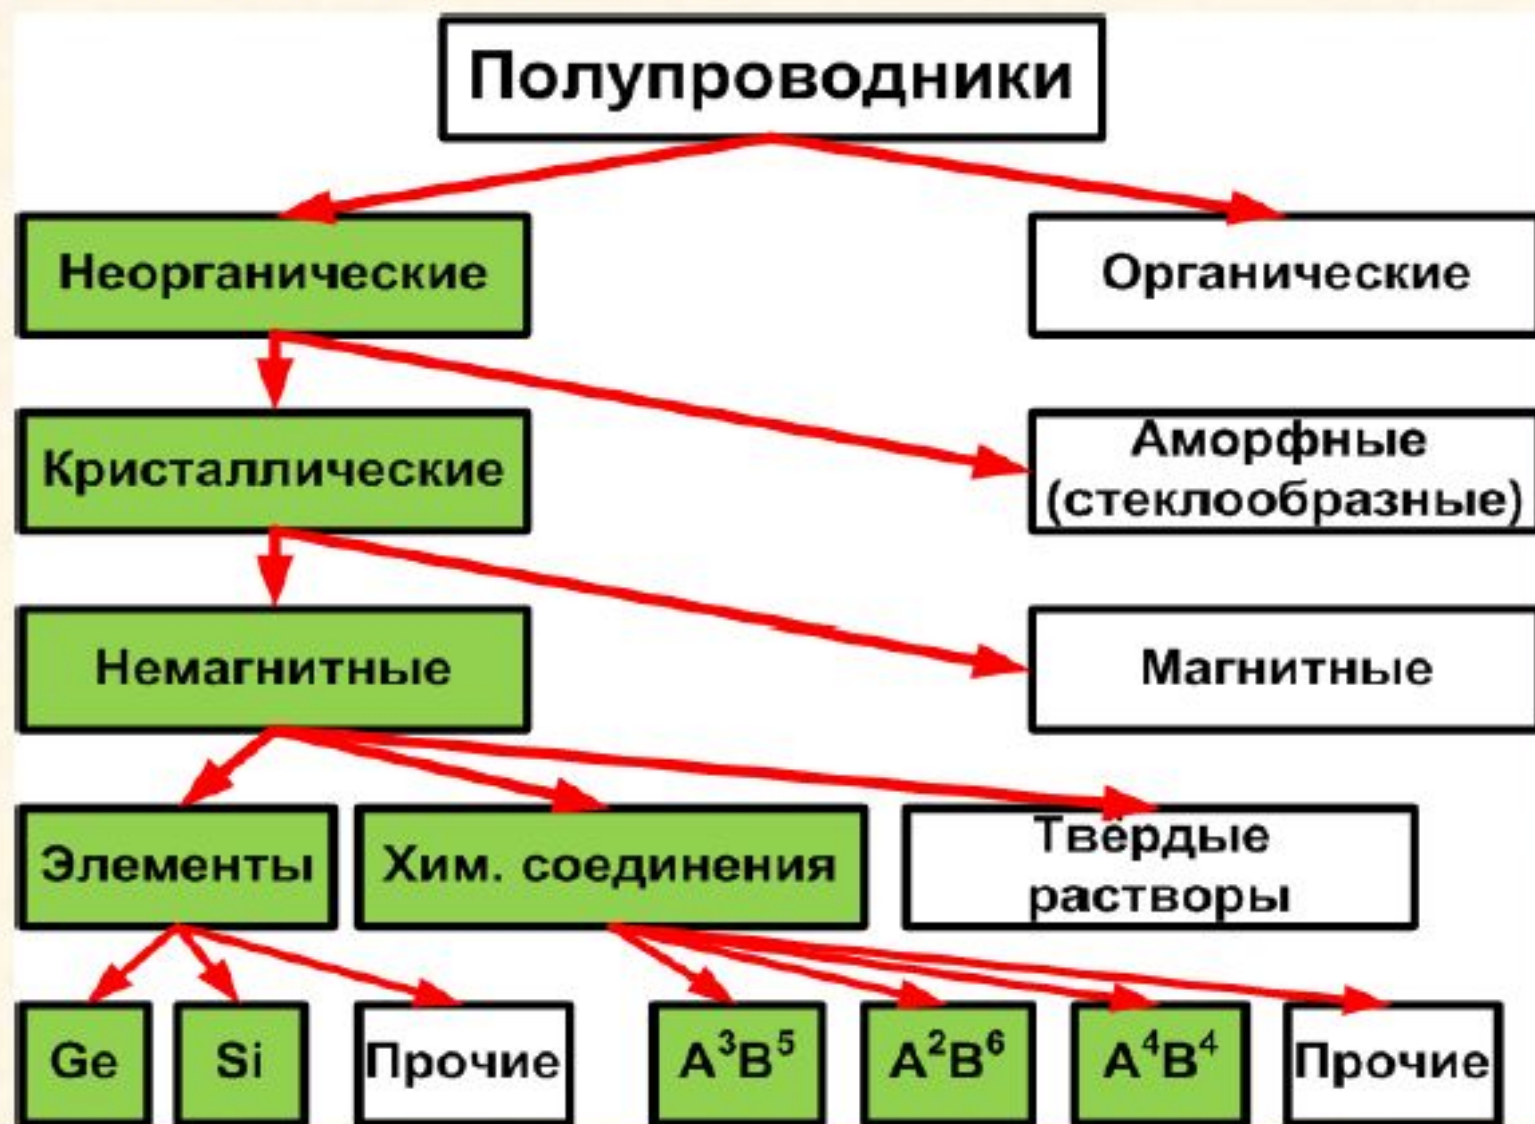 Полупроводники
Неорганические
Органические
Кристаллические
Аморфные
(стеклообразные)
Немагнитные
Магнитные
Элементы
Хим. соединения
Твёрдые
растворы
Ge
Si
Прочие
A³B⁵
A²B⁶
A⁴B⁴
Прочие